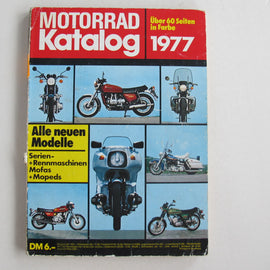 MOTORRAD
Katalog
Über 60 Seiten
in Farbe
1977
Alle neuen
Modelle
Serien-
+Rennmaschinen
Mofas
+Mopeds
DM 6.-